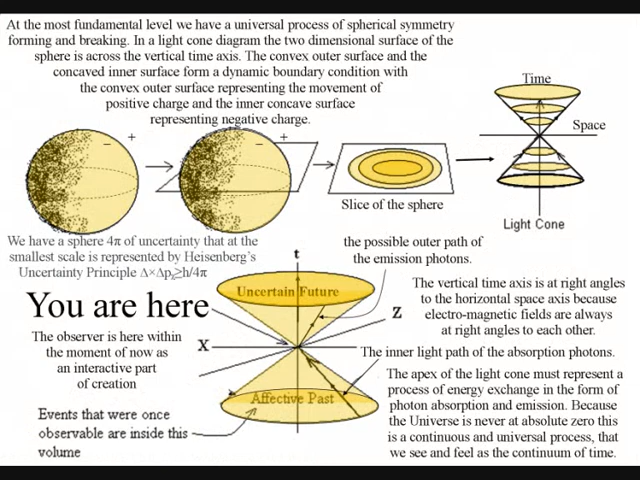 At the most fundamental level we have a universal process of spherical symmetry
forming and breaking. In a light cone diagram the two dimensional surface of the
sphere is across the vertical time axis. The convex outer surface and the
concaved inner surface form a dynamic boundary condition with
the convex outer surface representing the movement of
positive charge and the inner concave surface
representing negative charge.
− +
− +
Time
Space
Slice of the sphere
Light Cone
We have a sphere 4π of uncertainty that at the
smallest scale is represented by Heisenberg's
Uncertainty Principle Δ×Δpₓ≥h/4π
the possible outer path of
the emission photons.
t
Uncertain Future
The vertical time axis is at right angles
to the horizontal space axis because
electro-magnetic fields are always
at right angles to each other.
You are here
Z
X
The observer is here within
the moment of now as
an interactive part
of creation
The inner light path of the absorption photons.
Affective Past
The apex of the light cone must represent a
process of energy exchange in the form of
photon absorption and emission. Because
the Universe is never at absolute zero this
is a continuous and universal process, that
we see and feel as the continuum of time.
Events that were once
observable are inside this
volume